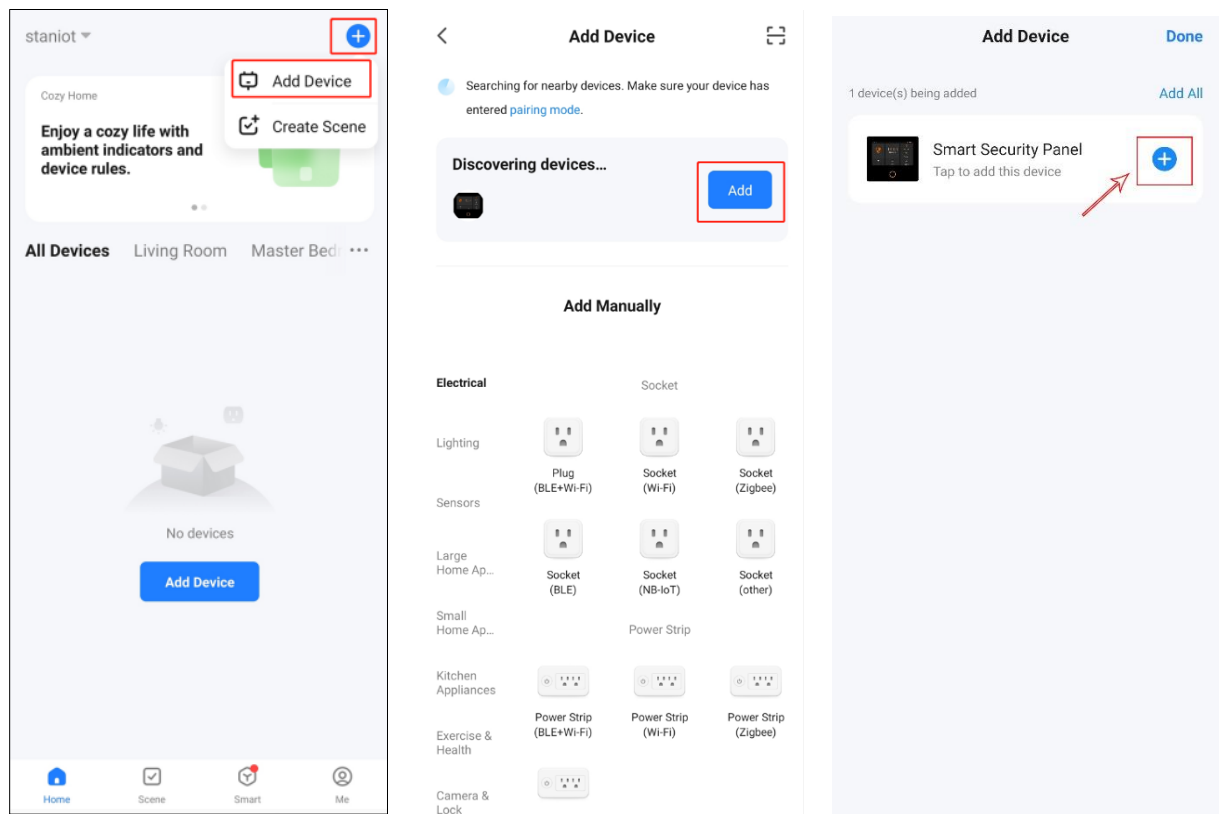 staniot
Add Device
Create Scene
Cozy Home
Enjoy a cozy life with
ambient indicators and
device rules.
All Devices
Living Room
Master Bed
No devices
Add Device
Home
Scene
Smart
Me
Add Device
Searching for nearby devices. Make sure your device has
entered pairing mode.
Discovering devices...
Add
Add Manually
Electrical
Lighting
Sensors
Large
Home Ap...
Small
Home Ap...
Kitchen
Appliances
Exercise &
Health
Camera &
Lock
Socket
Plug
(BLE+Wi-Fi)
Socket
(Wi-Fi)
Socket
(Zigbee)
Socket
(BLE)
Socket
(NB-IoT)
Socket
(other)
Power Strip
Power Strip
(BLE+Wi-Fi)
Power Strip
(Wi-Fi)
Power Strip
(Zigbee)
Add Device
Done
1 device(s) being added
Add All
Smart Security Panel
Tap to add this device